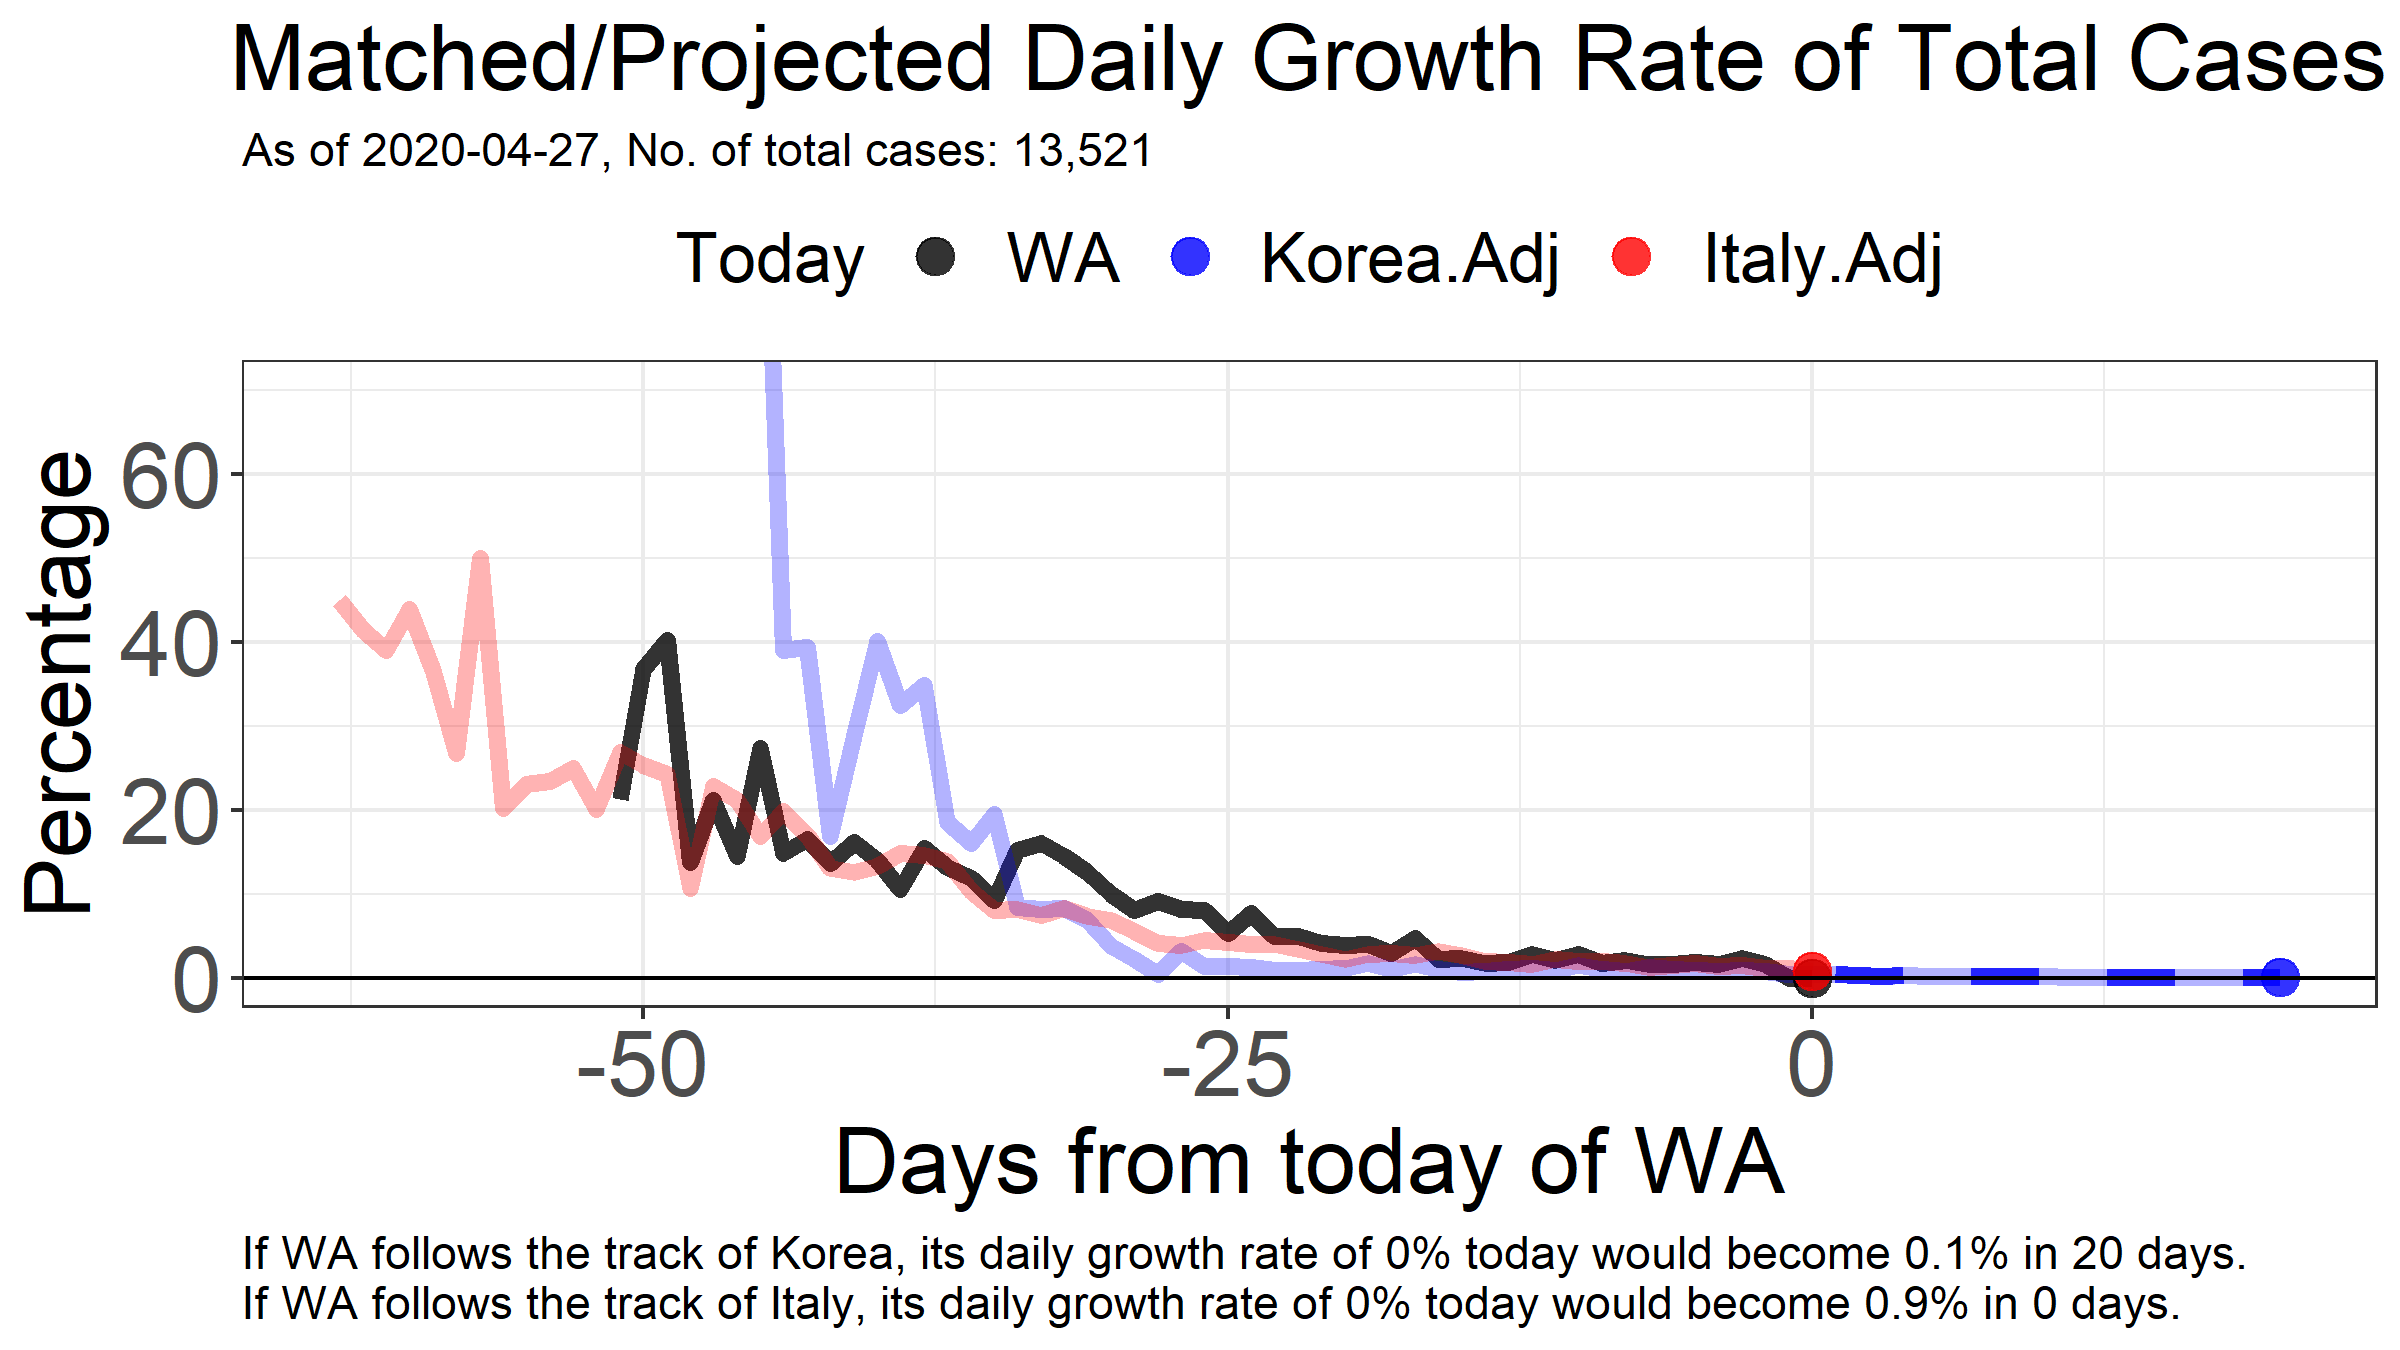 Matched/Projected Daily Growth Rate of Total Cases
As of 2020-04-27, No. of total cases: 13,521
Today WA Korea.Adj Italy.Adj
Percentage
60
40
20
0
-50 -25 0
Days from today of WA
If WA follows the track of Korea, its daily growth rate of 0% today would become 0.1% in 20 days.
If WA follows the track of Italy, its daily growth rate of 0% today would become 0.9% in 0 days.